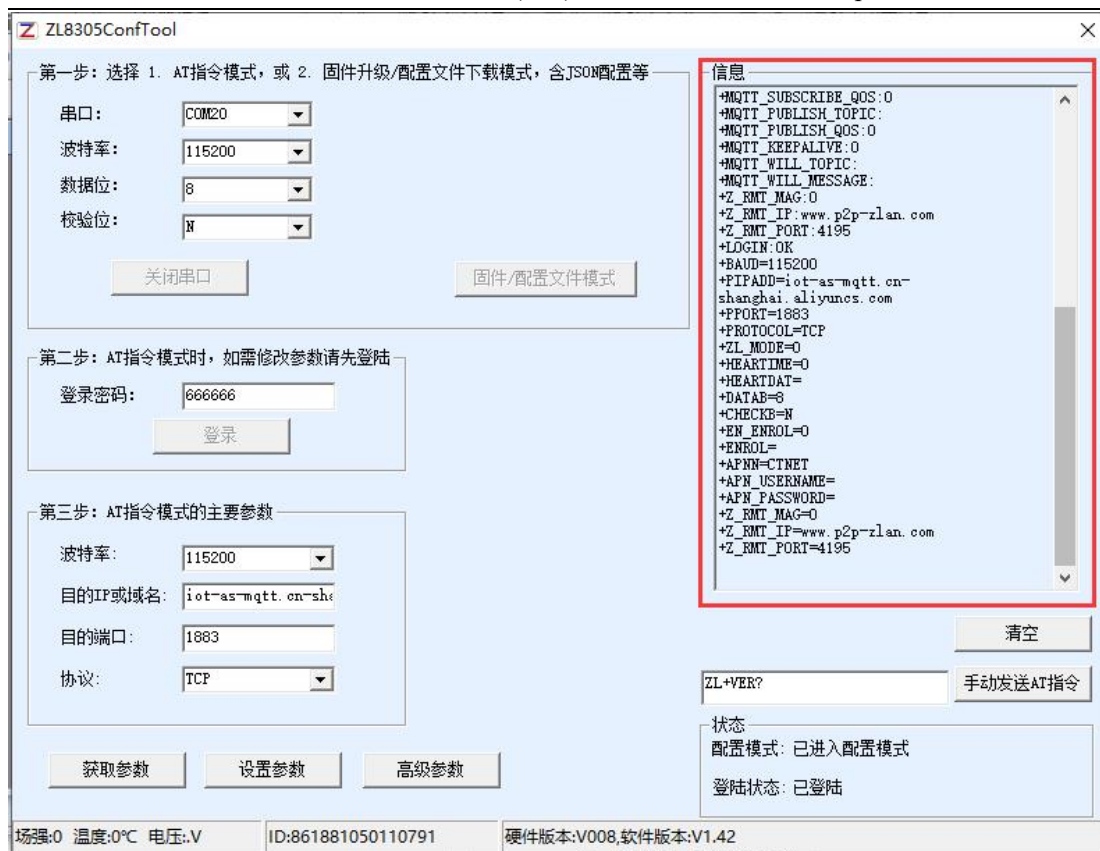 ZL8305ConfTool
第一步：选择 1. AT指令模式，或 2. 固件升级/配置文件下载模式，含JSON配置等
串口： COM20
波特率： 115200
数据位： 8
校验位： N
关闭串口 固件/配置文件模式
第二步：AT指令模式时，如需修改参数请先登陆
登录密码： 666666
登录
第三步：AT指令模式的主要参数
波特率: 115200
目的IP或域名: iot-as-mqtt.cn-sha
目的端口: 1883
协议: TCP
获取参数 设置参数 高级参数
信息
+MQTT_SUBSCRIBE_QOS:0
+MQTT_PUBLISH_TOPIC:
+MQTT_PUBLISH_QOS:0
+MQTT_KEEPALIVE:0
+MQTT_WILL_TOPIC:
+MQTT_WILL_MESSAGE:
+Z_RMT_MAG:0
+Z_RMT_IP:www.p2p-zlan.com
+Z_RMT_PORT:4195
+LOGIN:OK
+BAUD=115200
+PIPADD=iot-as-mqtt.cn-
shanghai.aliyuncs.com
+PPORT=1883
+PROTOCOL=TCP
+ZL_MODE=0
+HEARTIME=0
+HEARTDAT=
+DATAB=8
+CHECKB=N
+EN_ENROL=0
+ENROL=
+APNN=CTNET
+APN_USERNAME=
+APN_PASSWORD=
+Z_RMT_MAG=0
+Z_RMT_IP=www.p2p-zlan.com
+Z_RMT_PORT=4195
清空
ZL+VER? 手动发送AT指令
状态
配置模式: 已进入配置模式
登陆状态: 已登陆
场强:0 温度:0℃ 电压:.V ID:861881050110791 硬件版本:V008,软件版本:V1.42